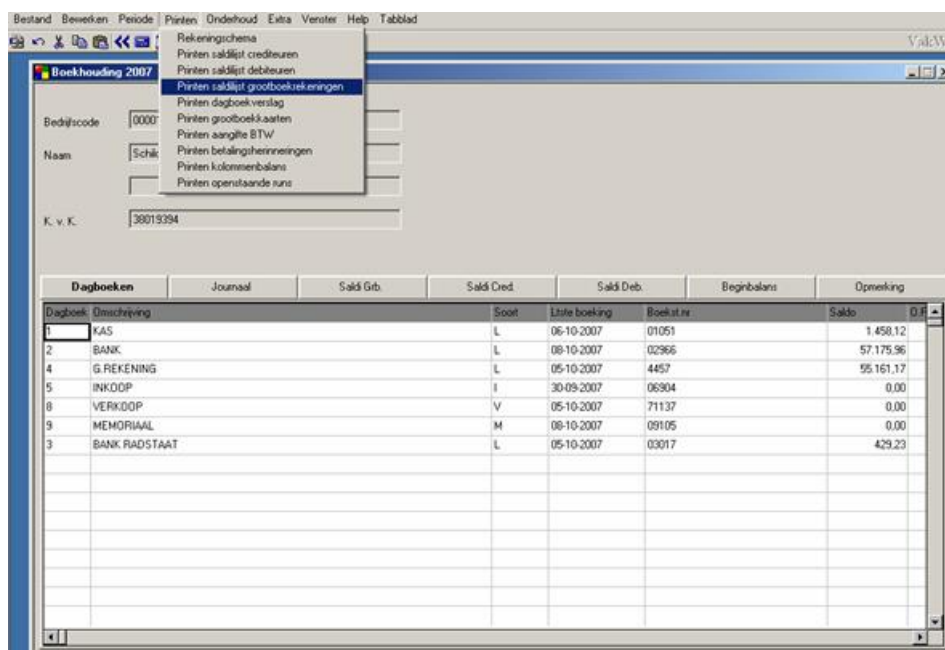 Bestand Bewerken Periode Printen Onderhoud Extra Venster Help Tabblad
Rekeningschema
Printen saldilijst crediteuren
Printen saldilijst debiteuren
Printen saldilijst grootboekrekeningen
Printen dagboekverslag
Printen grootboekkaarten
Printen aangifte BTW
Printen betalingsherinneringen
Printen kolommenbalans
Printen openstaande runs
Boekhouding 2007
Bedrijfscode 0000
Naam Schik
K. v. K. 38019394
Dagboeken Journaal Saldi Grb. Saldi Cred. Saldi Deb. Beginbalans Opmerking
Dagboek Omschrijving Soort Ltste boeking Boekst.nr Saldo
1 KAS L 06-10-2007 01051 1.458,12
2 BANK L 08-10-2007 02966 57.175,96
4 G.REKENING L 05-10-2007 4457 55.161,17
5 INKOOP I 30-09-2007 06904 0,00
8 VERKOOP V 05-10-2007 71137 0,00
9 MEMORIAAL M 08-10-2007 09105 0,00
3 BANK RADSTAAT L 05-10-2007 03017 429,23